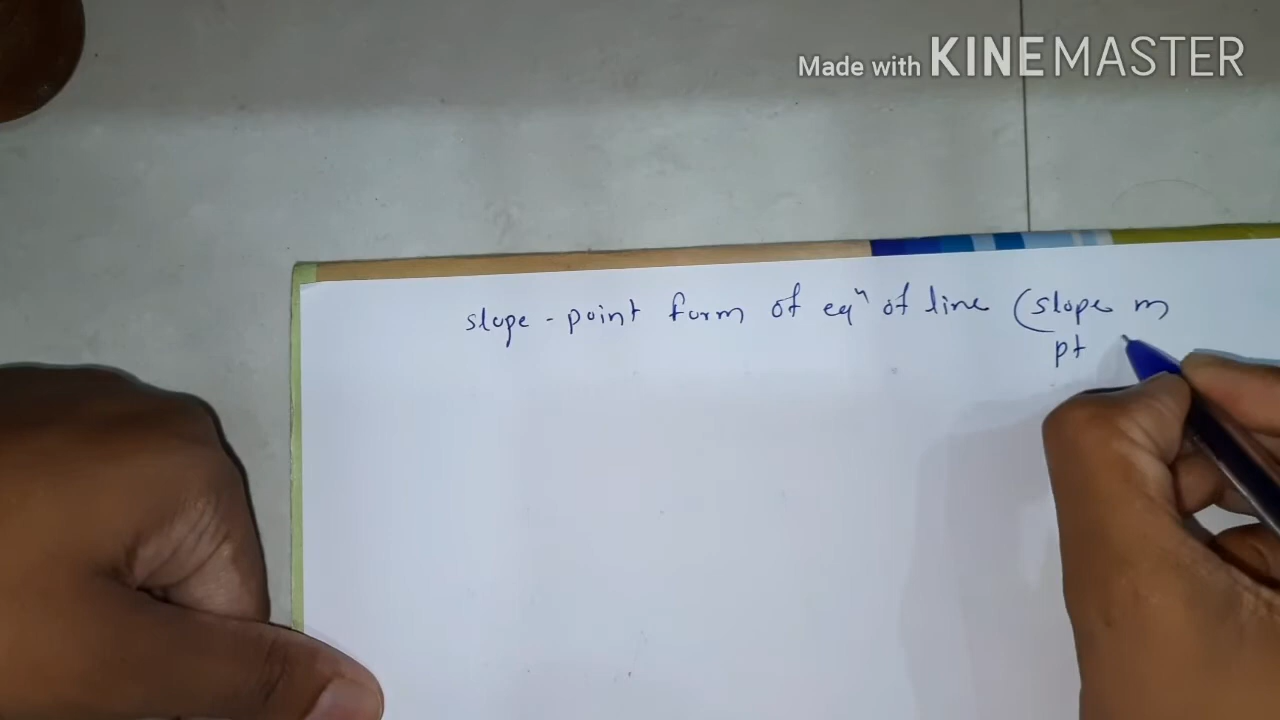 Made with KINEMASTER
slope - point form of eqⁿ of line (slope m
pt